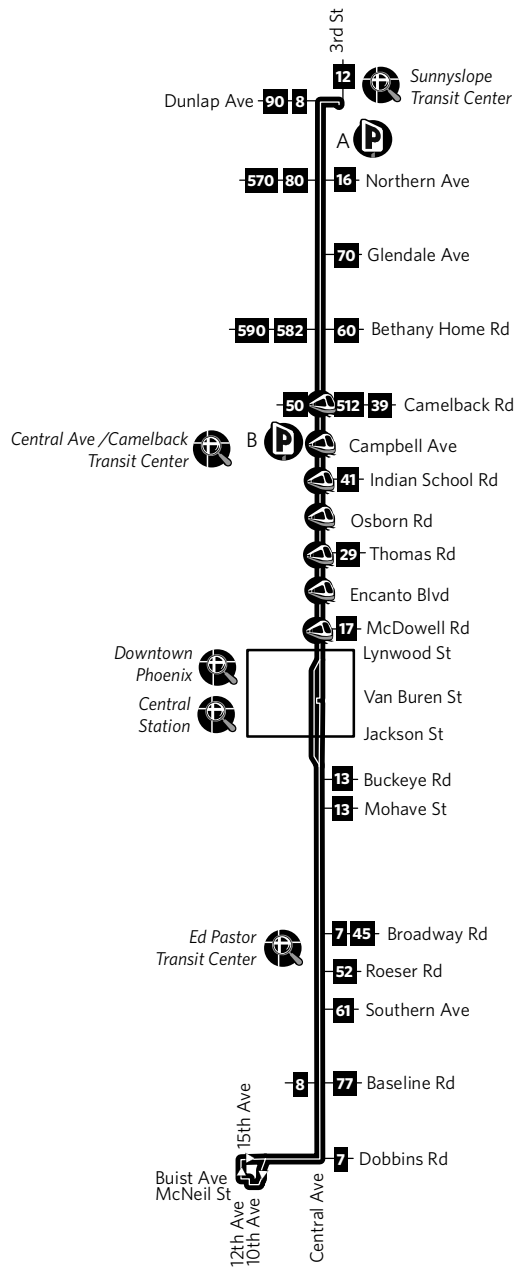 3rd St
12
Sunnyslope
Transit Center
Dunlap Ave 90 8
A P
570 80 16 Northern Ave
70 Glendale Ave
590 582 60 Bethany Home Rd
50 512 39 Camelback Rd
Central Ave /Camelback
Transit Center
B P
Campbell Ave
41 Indian School Rd
Osborn Rd
29 Thomas Rd
Encanto Blvd
17 McDowell Rd
Downtown
Phoenix
Lynwood St
Central
Station
Van Buren St
Jackson St
13 Buckeye Rd
13 Mohave St
Ed Pastor
Transit Center
7 45 Broadway Rd
52 Roeser Rd
61 Southern Ave
8 77 Baseline Rd
15th Ave
7 Dobbins Rd
Buist Ave
McNeil St
12th Ave
10th Ave
Central Ave